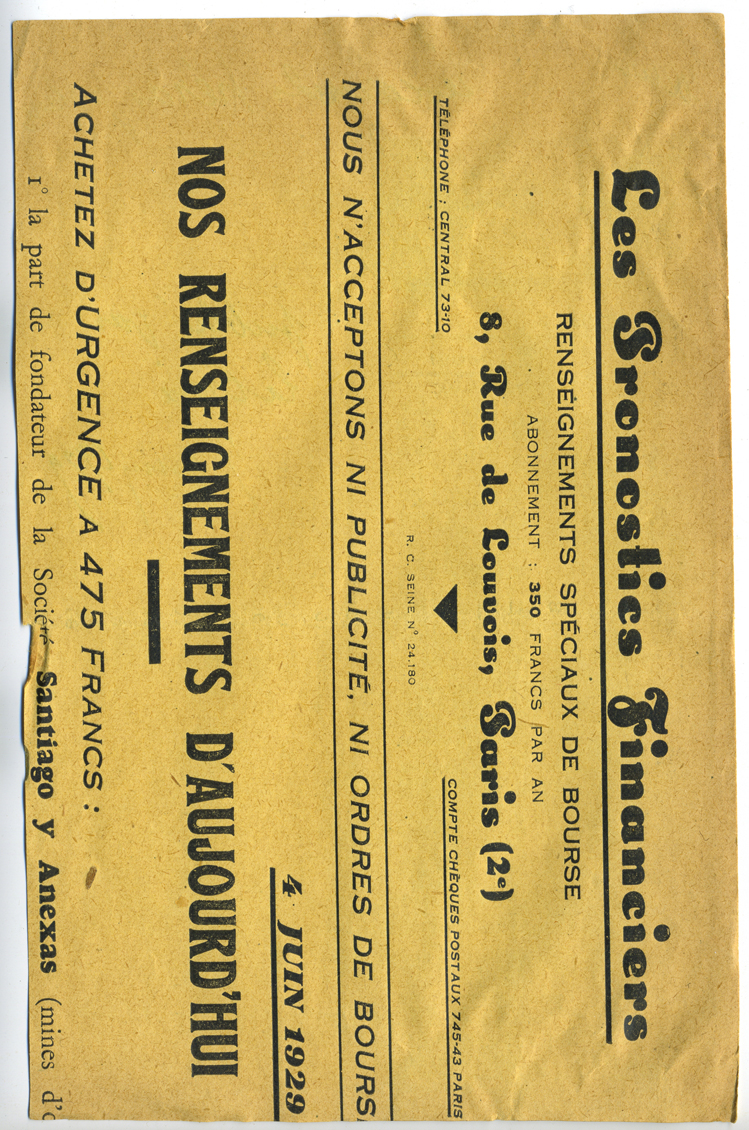 Les Pronostics Financiers
RENSÉIGNEMENTS SPÉCIAUX DE BOURSE
ABONNEMENT : 350 FRANCS PAR AN
8, Rue de Louvois, Paris (2e)
TÉLÉPHONE : CENTRAL 73-10
COMPTE CHÈQUES POSTAUX 745-43 PARIS
R. C. SEINE N° 24.180
NOUS N'ACCEPTONS NI PUBLICITÉ, NI ORDRES DE BOURS
4 JUIN 1929
NOS RENSEIGNEMENTS D'AUJOURD'HUI
ACHETEZ D'URGENCE A 475 FRANCS :
1° la part de fondateur de la Société Santiago y Anexas (mines d'